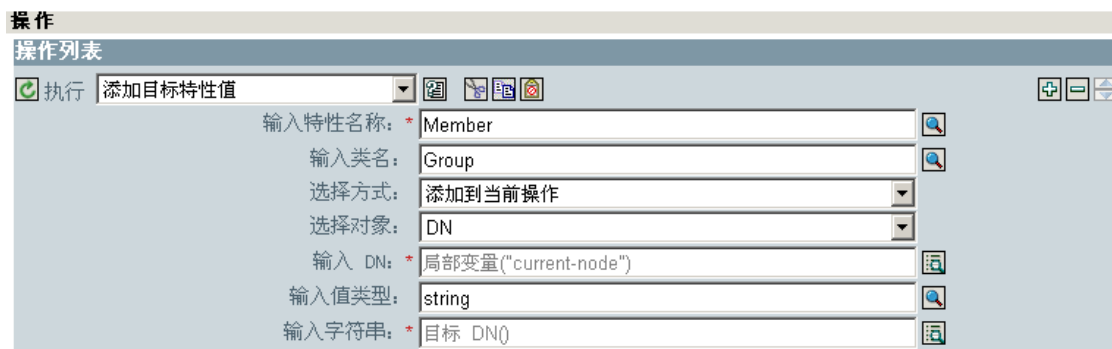 操作
操作列表
执行 添加目标特性值
输入特性名称：* Member
输入类名： Group
选择方式： 添加到当前操作
选择对象： DN
输入 DN：* 局部变量("current-node")
输入值类型： string
输入字符串：* 目标 DN()